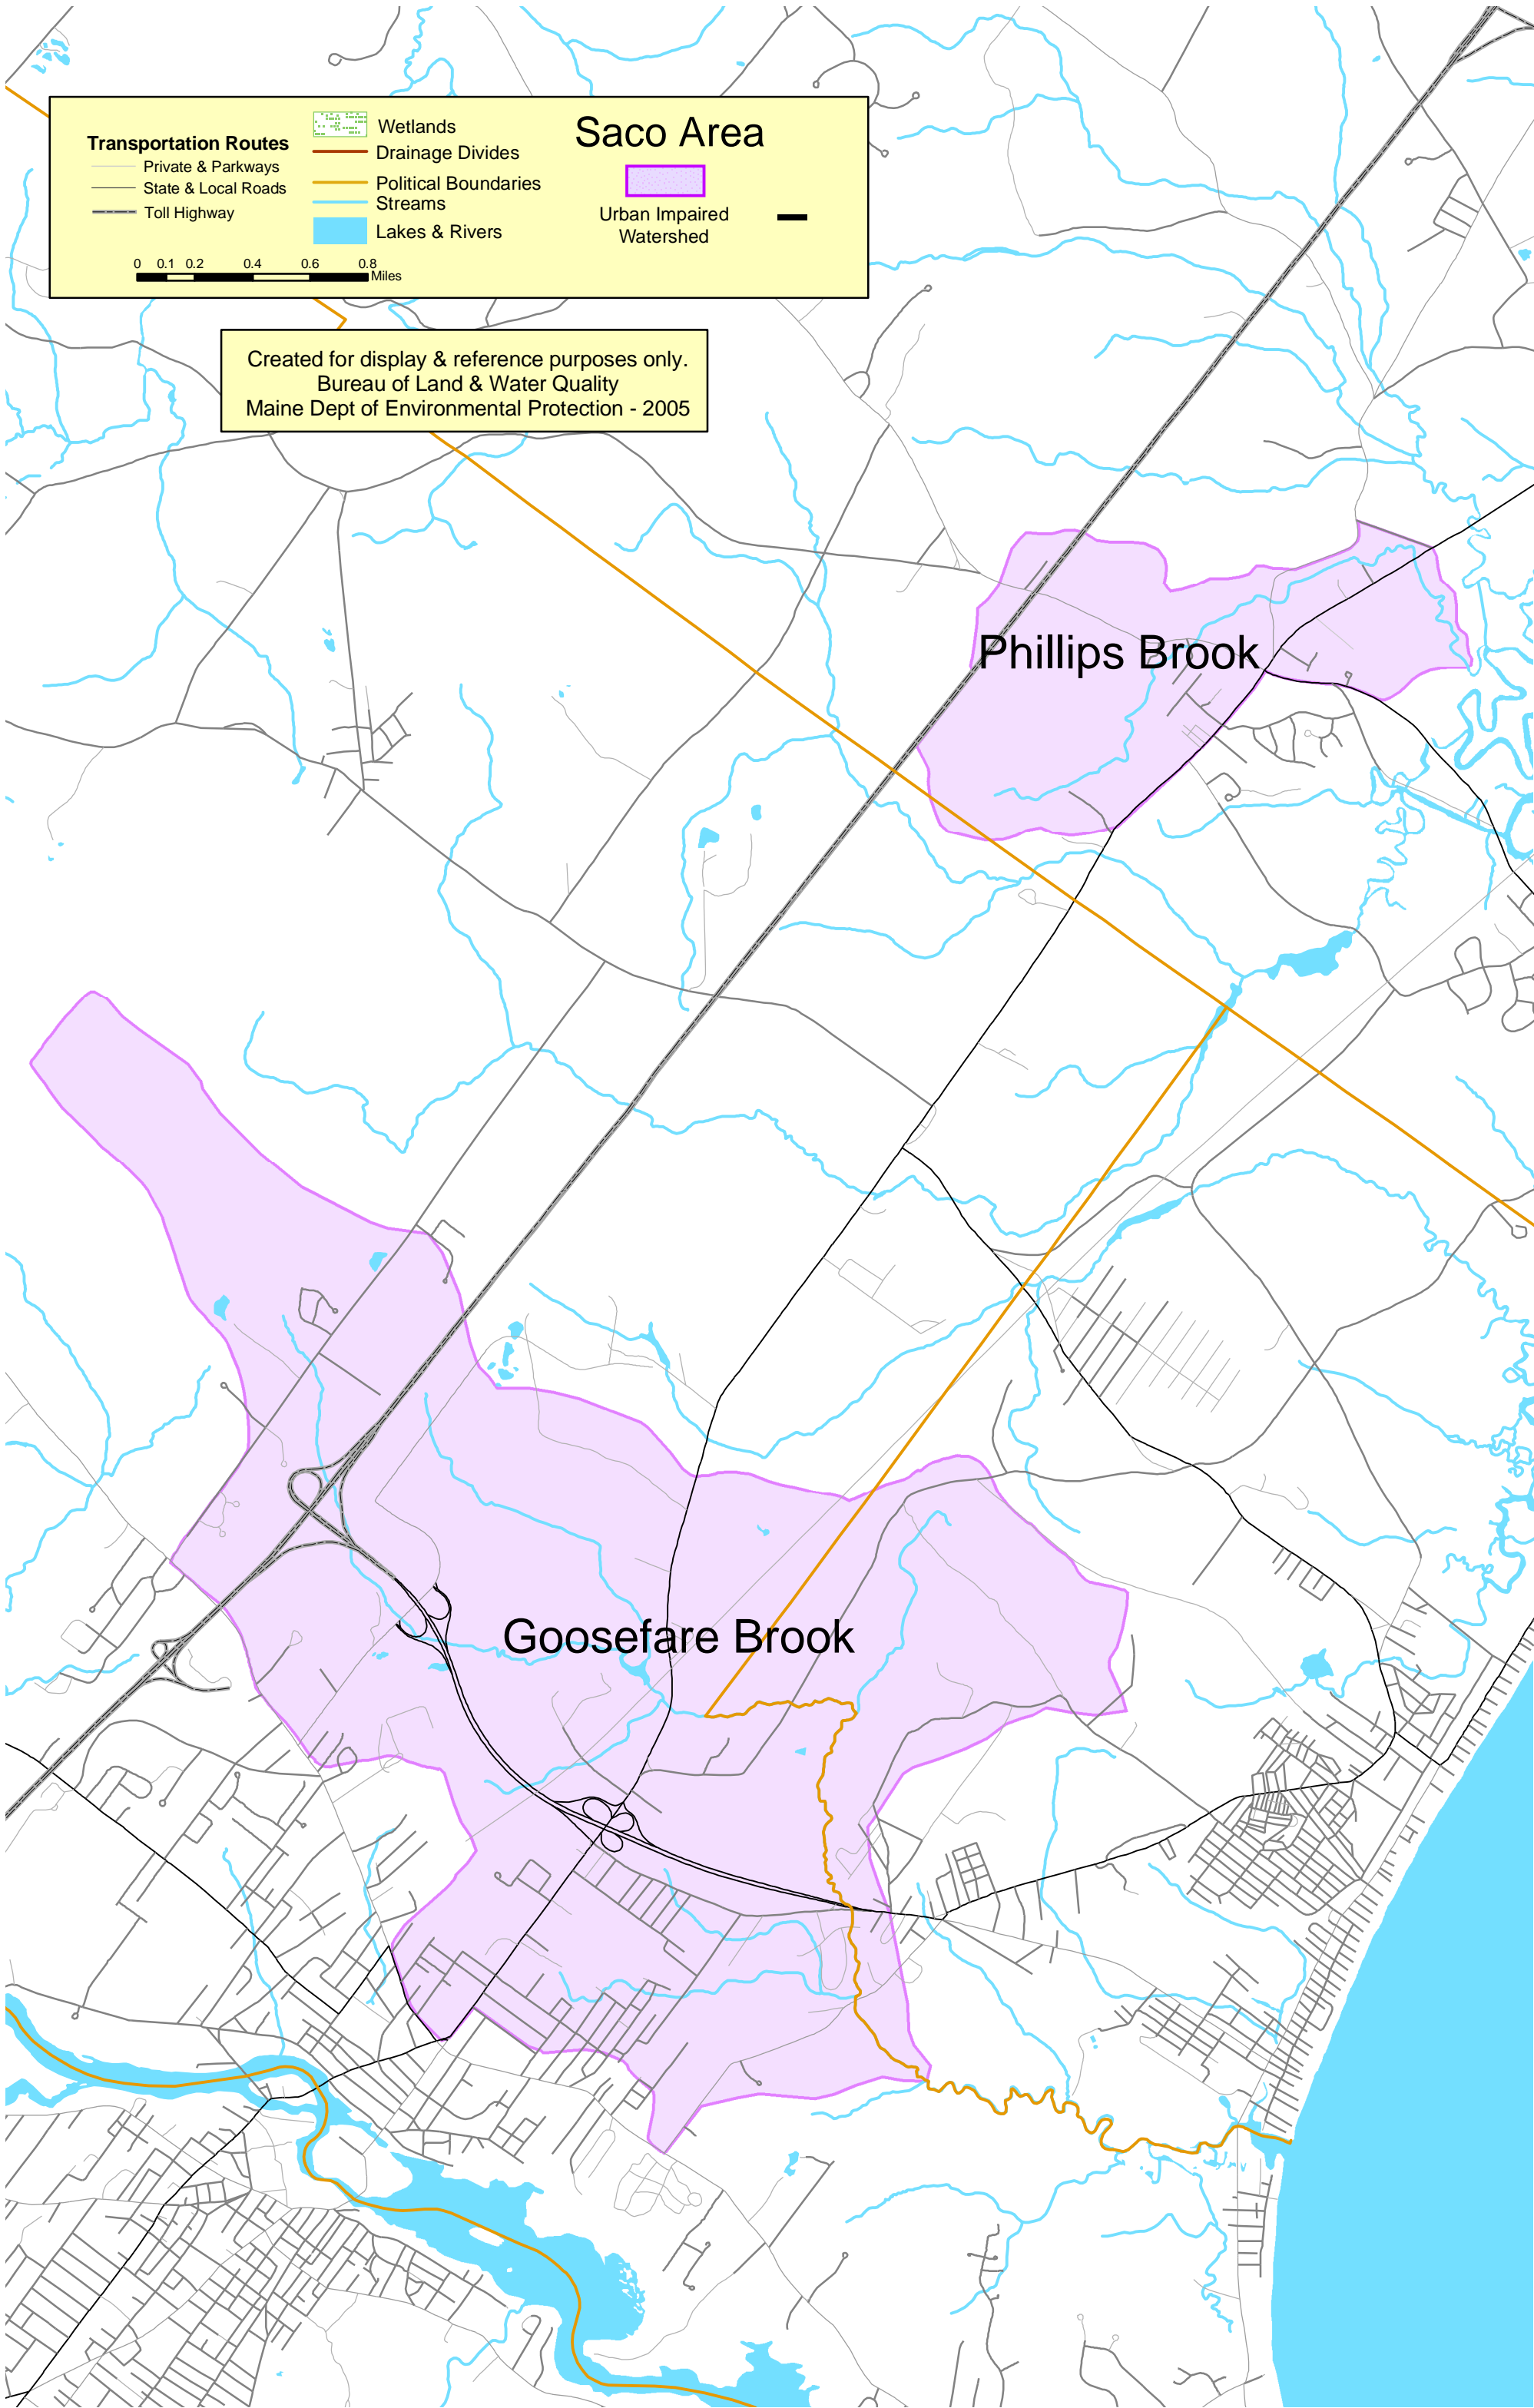 Saco Area
Transportation Routes
Private & Parkways
State & Local Roads
Toll Highway
Wetlands
Drainage Divides
Political Boundaries
Streams
Lakes & Rivers
Urban Impaired
Watershed
0 0.1 0.2 0.4 0.6 0.8
Miles
Created for display & reference purposes only.
Bureau of Land & Water Quality
Maine Dept of Environmental Protection - 2005
Phillips Brook
Goosefare Brook